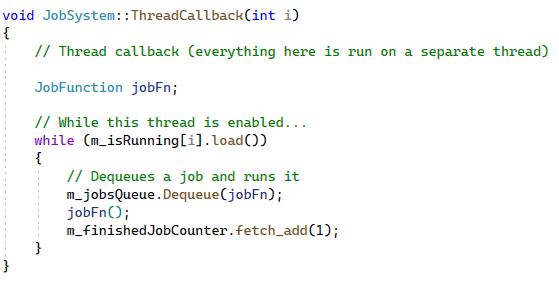 void JobSystem::ThreadCallback(int i)
{
    // Thread callback (everything here is run on a separate thread)
    JobFunction jobFn;
    // While this thread is enabled...
    while (m_isRunning[i].load())
    {
        // Dequeues a job and runs it
        m_jobsQueue.Dequeue(jobFn);
        jobFn();
        m_finishedJobCounter.fetch_add(1);
    }
}